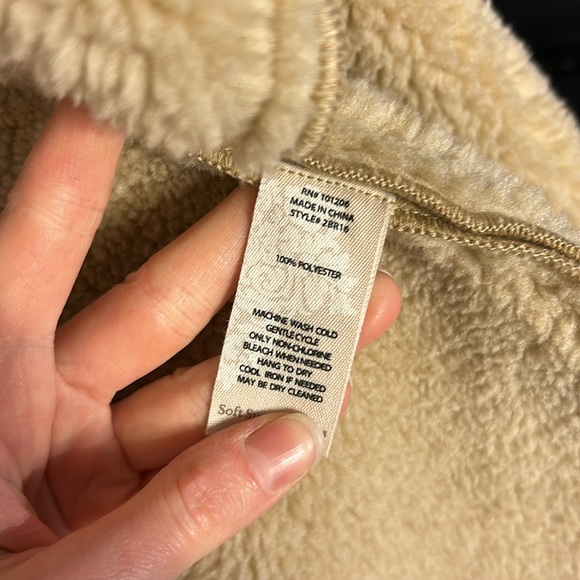 RN# 101206
MADE IN CHINA
STYLE# 2BR16
100% POLYESTER
MACHINE WASH COLD
GENTLE CYCLE
ONLY NON-CHLORINE
BLEACH WHEN NEEDED
HANG TO DRY
COOL IRON IF NEEDED
MAY BE DRY CLEANED
Soft